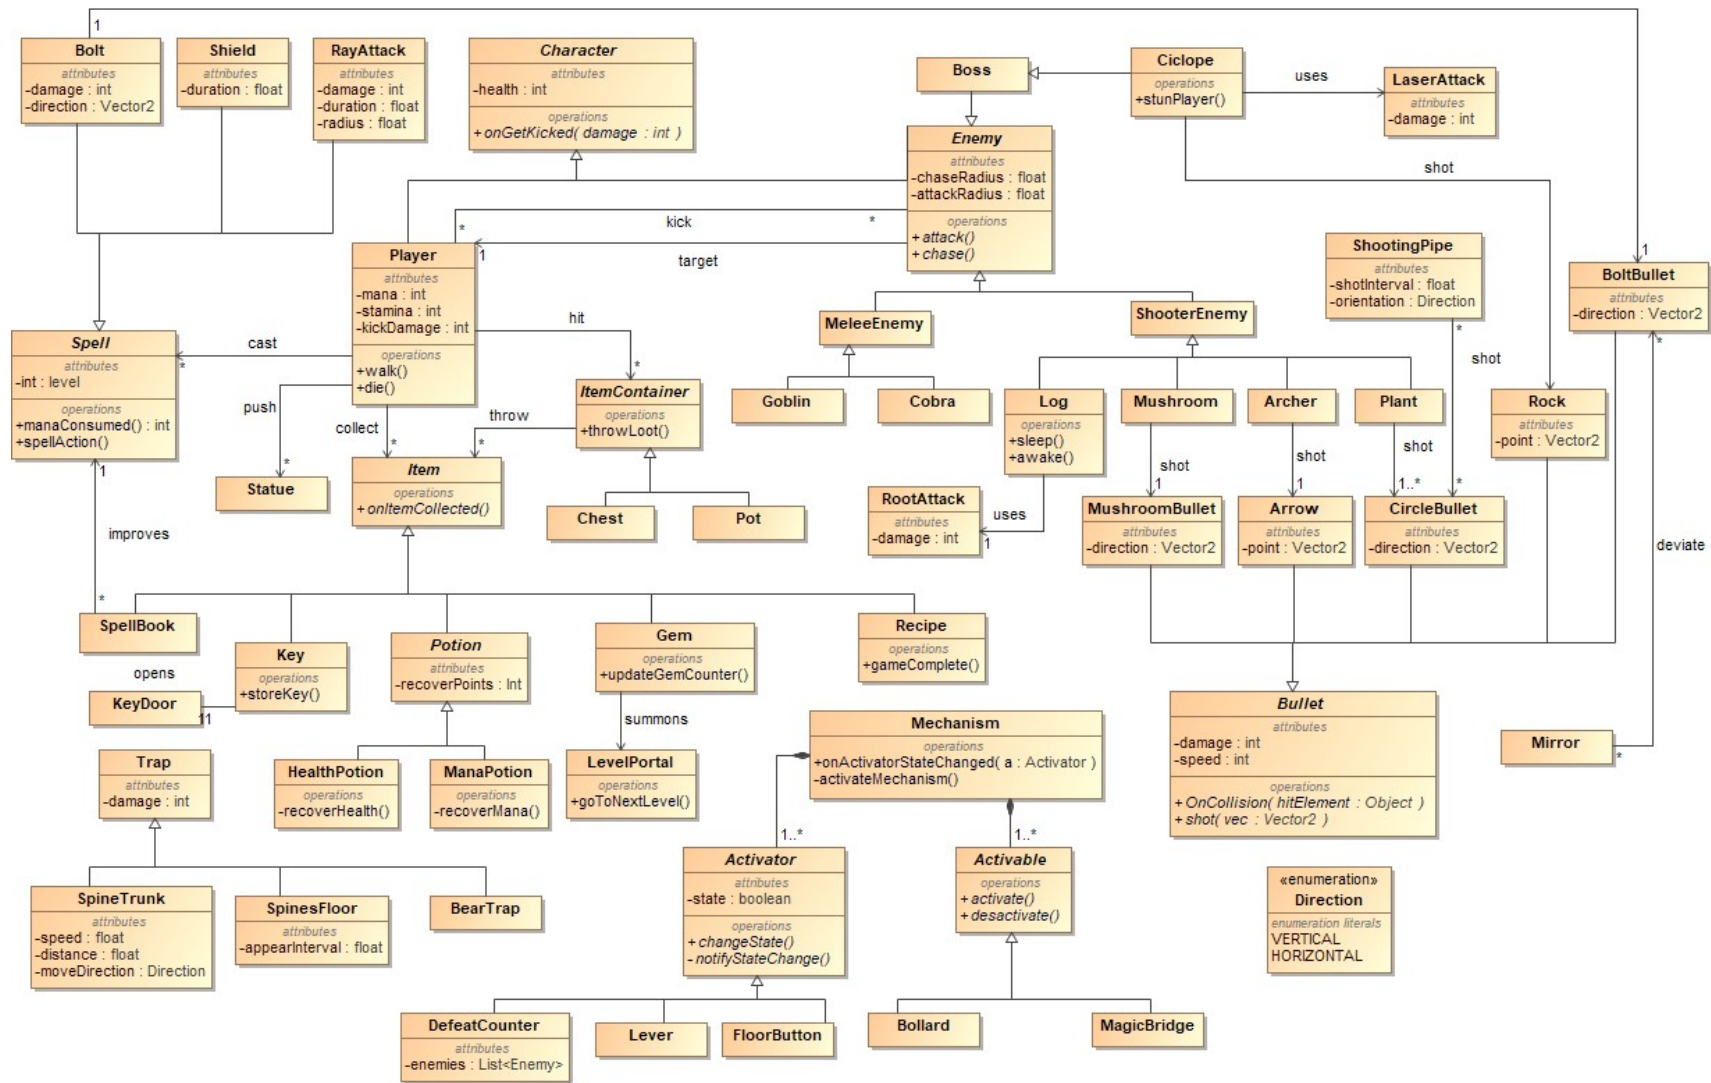 1
Bolt
attributes
-damage : int
-direction : Vector2
Shield
attributes
-duration : float
RayAttack
attributes
-damage : int
-duration : float
-radius : float
Character
attributes
-health : int
operations
+ onGetKicked( damage : int )
Boss
Ciclope
operations
+stunPlayer()
uses
LaserAttack
attributes
-damage : int
Enemy
attributes
-chaseRadius : float
-attackRadius : float
operations
+ attack()
+ chase()
shot
kick
*
*
1
target
Player
attributes
-mana : int
-stamina : int
-kickDamage : int
operations
+walk()
+die()
ShootingPipe
attributes
-shotInterval : float
-orientation : Direction
*
shot
*
1
BoltBullet
attributes
-direction : Vector2
*
MeleeEnemy
ShooterEnemy
hit
*
cast
*
Spell
attributes
-int : level
operations
+manaConsumed() : int
+spellAction()
1
push
*
Statue
collect
*
throw
*
ItemContainer
operations
+throwLoot()
Goblin
Cobra
Log
+sleep()
+awake()
Mushroom
Archer
Plant
Rock
attributes
-point : Vector2
shot
1
shot
1
shot
1..*
Item
operations
+ onItemCollected()
Chest
Pot
RootAttack
attributes
-damage : int
uses
1
MushroomBullet
attributes
-direction : Vector2
Arrow
attributes
-point : Vector2
CircleBullet
attributes
-direction : Vector2
deviate
improves
*
SpellBook
Key
operations
+storeKey()
Potion
attributes
-recoverPoints : Int
Gem
operations
+updateGemCounter()
Recipe
operations
+gameComplete()
opens
KeyDoor
11
summons
Bullet
attributes
-damage : int
-speed : int
operations
+ OnCollision( hitElement : Object )
+ shot( vec : Vector2 )
Mirror
*
Mechanism
operations
+onActivatorStateChanged( a : Activator )
-activateMechanism()
Trap
attributes
-damage : int
HealthPotion
operations
-recoverHealth()
ManaPotion
operations
-recoverMana()
LevelPortal
operations
+goToNextLevel()
1..*
1..*
Activator
attributes
-state : boolean
operations
+ changeState()
- notifyStateChange()
Activable
operations
+ activate()
+ desactivate()
«enumeration»
Direction
enumeration literals
VERTICAL
HORIZONTAL
SpineTrunk
attributes
-speed : float
-distance : float
-moveDirection : Direction
SpinesFloor
attributes
-appearInterval : float
BearTrap
DefeatCounter
attributes
-enemies : List<Enemy>
Lever
FloorButton
Bollard
MagicBridge